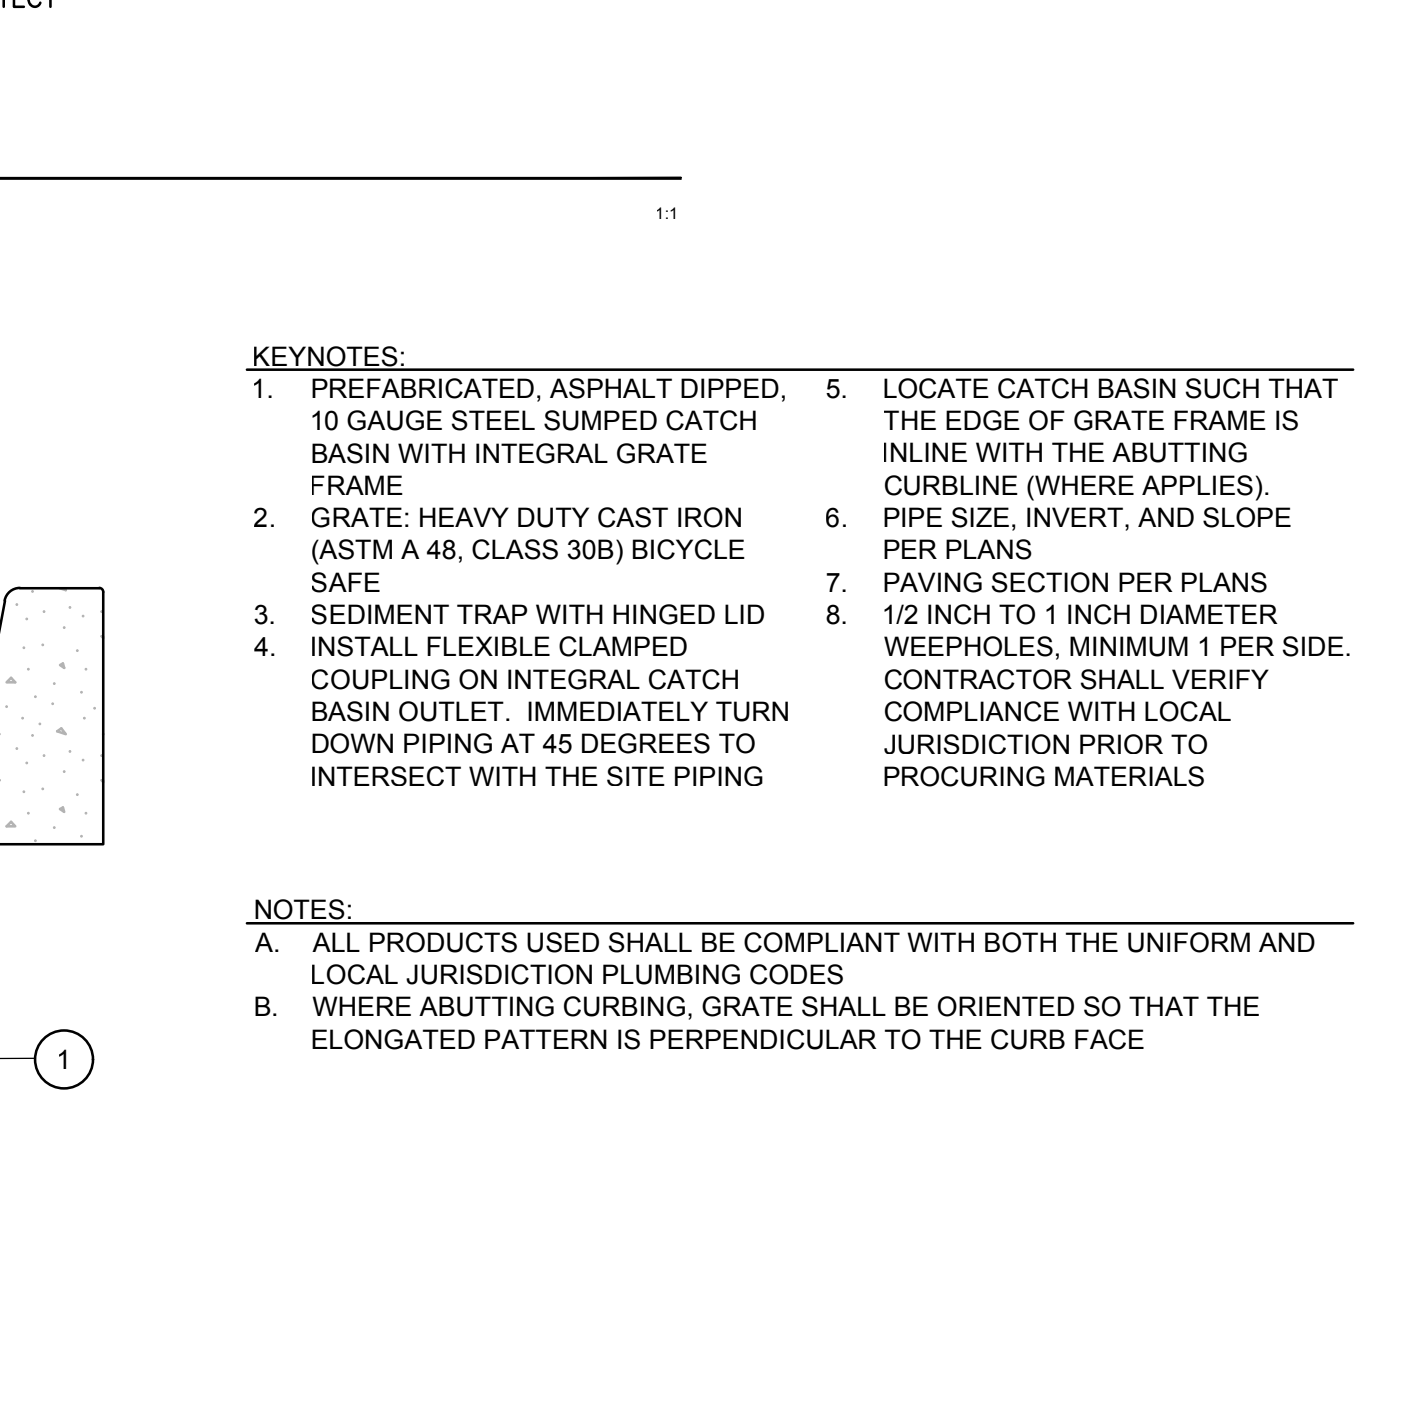 1:1
KEYNOTES:
1. PREFABRICATED, ASPHALT DIPPED,
10 GAUGE STEEL SUMPED CATCH
BASIN WITH INTEGRAL GRATE
FRAME
2. GRATE: HEAVY DUTY CAST IRON
(ASTM A 48, CLASS 30B) BICYCLE
SAFE
3. SEDIMENT TRAP WITH HINGED LID
4. INSTALL FLEXIBLE CLAMPED
COUPLING ON INTEGRAL CATCH
BASIN OUTLET. IMMEDIATELY TURN
DOWN PIPING AT 45 DEGREES TO
INTERSECT WITH THE SITE PIPING
5. LOCATE CATCH BASIN SUCH THAT
THE EDGE OF GRATE FRAME IS
INLINE WITH THE ABUTTING
CURBLINE (WHERE APPLIES).
6. PIPE SIZE, INVERT, AND SLOPE
PER PLANS
7. PAVING SECTION PER PLANS
8. 1/2 INCH TO 1 INCH DIAMETER
WEEPHOLES, MINIMUM 1 PER SIDE.
CONTRACTOR SHALL VERIFY
COMPLIANCE WITH LOCAL
JURISDICTION PRIOR TO
PROCURING MATERIALS
NOTES:
A. ALL PRODUCTS USED SHALL BE COMPLIANT WITH BOTH THE UNIFORM AND
LOCAL JURISDICTION PLUMBING CODES
B. WHERE ABUTTING CURBING, GRATE SHALL BE ORIENTED SO THAT THE
ELONGATED PATTERN IS PERPENDICULAR TO THE CURB FACE
1